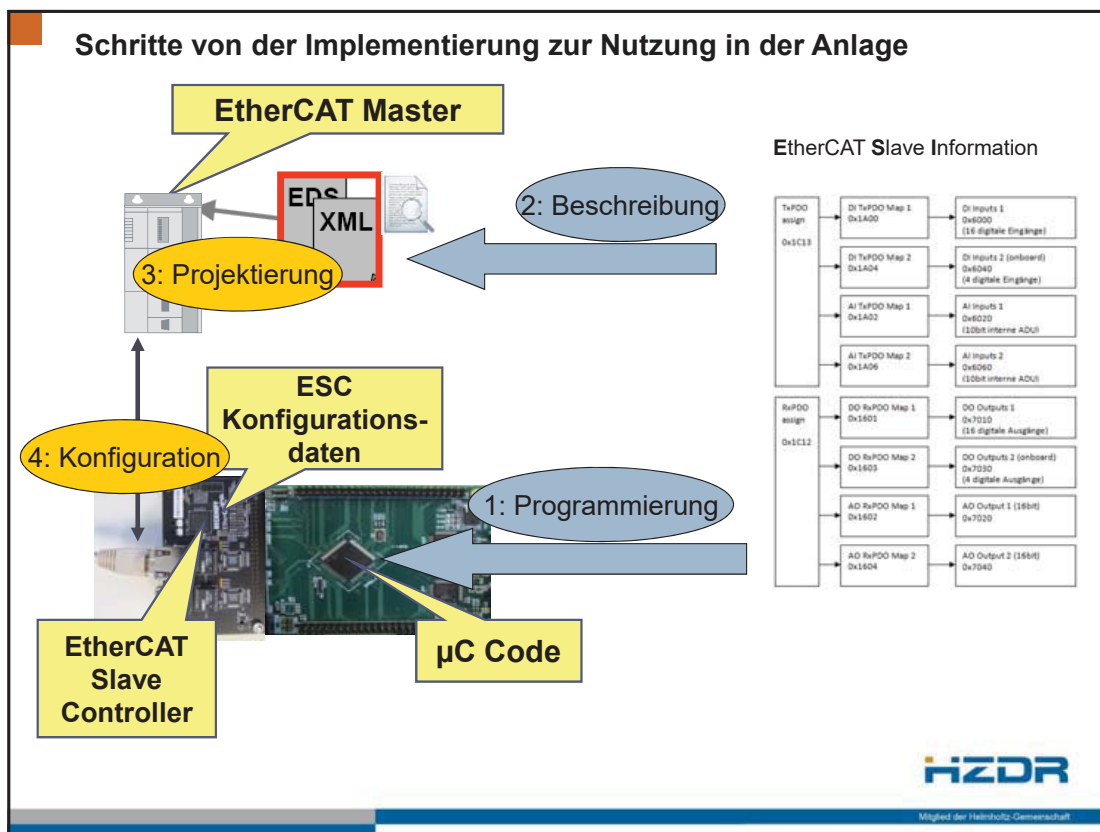 Schritte von der Implementierung zur Nutzung in der Anlage
EtherCAT Master
EtherCAT Slave Information
EDS
XML
2: Beschreibung
3: Projektierung
ESC
Konfigurations-
daten
4: Konfiguration
1: Programmierung
EtherCAT
Slave
Controller
µC Code
TxPDO
assign
0x1C13
DI TxPDO Map 1
0x1A00
DI Inputs 1
0x6000
(16 digitale Eingänge)
DI TxPDO Map 2
0x1A04
DI Inputs 2 (onboard)
0x6040
(4 digitale Eingänge)
AI TxPDO Map 1
0x1A02
AI Inputs 1
0x6020
(10bit interne ADU)
AI TxPDO Map 2
0x1A06
AI Inputs 2
0x6060
(10bit interne ADU)
RxPDO
assign
0x1C12
DO RxPDO Map 1
0x1601
DO Outputs 1
0x7010
(16 digitale Ausgänge)
DO RxPDO Map 2
0x1603
DO Outputs 2 (onboard)
0x7030
(4 digitale Ausgänge)
AO RxPDO Map 1
0x1602
AO Output 1 (16bit)
0x7020
AO RxPDO Map 2
0x1604
AO Output 2 (16bit)
0x7040
HZDR
Mitglied der Helmholtz-Gemeinschaft